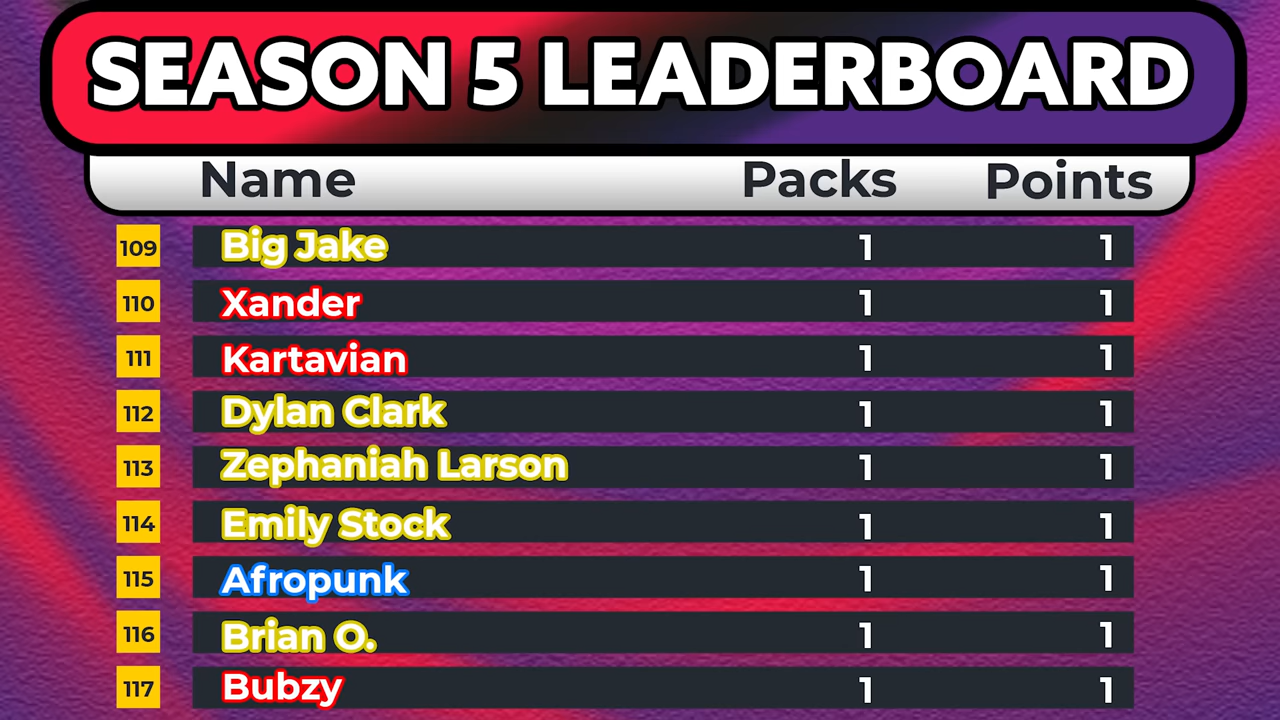 SEASON 5 LEADERBOARD
Name Packs Points
109 Big Jake 1 1
110 Xander 1 1
111 Kartavian 1 1
112 Dylan Clark 1 1
113 Zephaniah Larson 1 1
114 Emily Stock 1 1
115 Afropunk 1 1
116 Brian O. 1 1
117 Bubzy 1 1